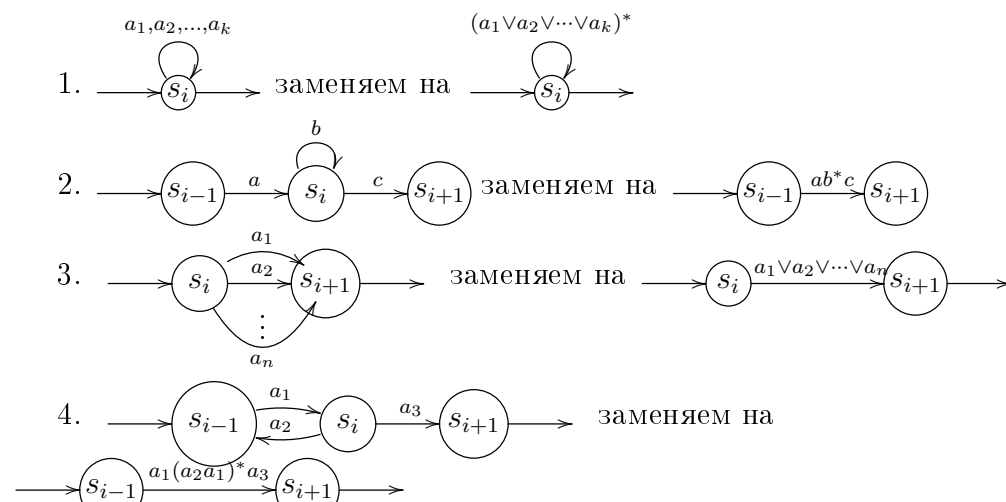 a₁,a₂,...,aₖ (a₁∨a₂∨⋯∨aₖ)*
1. sᵢ заменяем на sᵢ
b
2. sᵢ₋₁ a sᵢ c sᵢ₊₁ заменяем на sᵢ₋₁ ab*c sᵢ₊₁
a₁
3. sᵢ a₂ sᵢ₊₁ заменяем на sᵢ a₁∨a₂∨⋯∨aₙ sᵢ₊₁
⋮
aₙ
4. sᵢ₋₁ a₁ a₂ sᵢ a₃ sᵢ₊₁ заменяем на
sᵢ₋₁ a₁(a₂a₁)*a₃ sᵢ₊₁